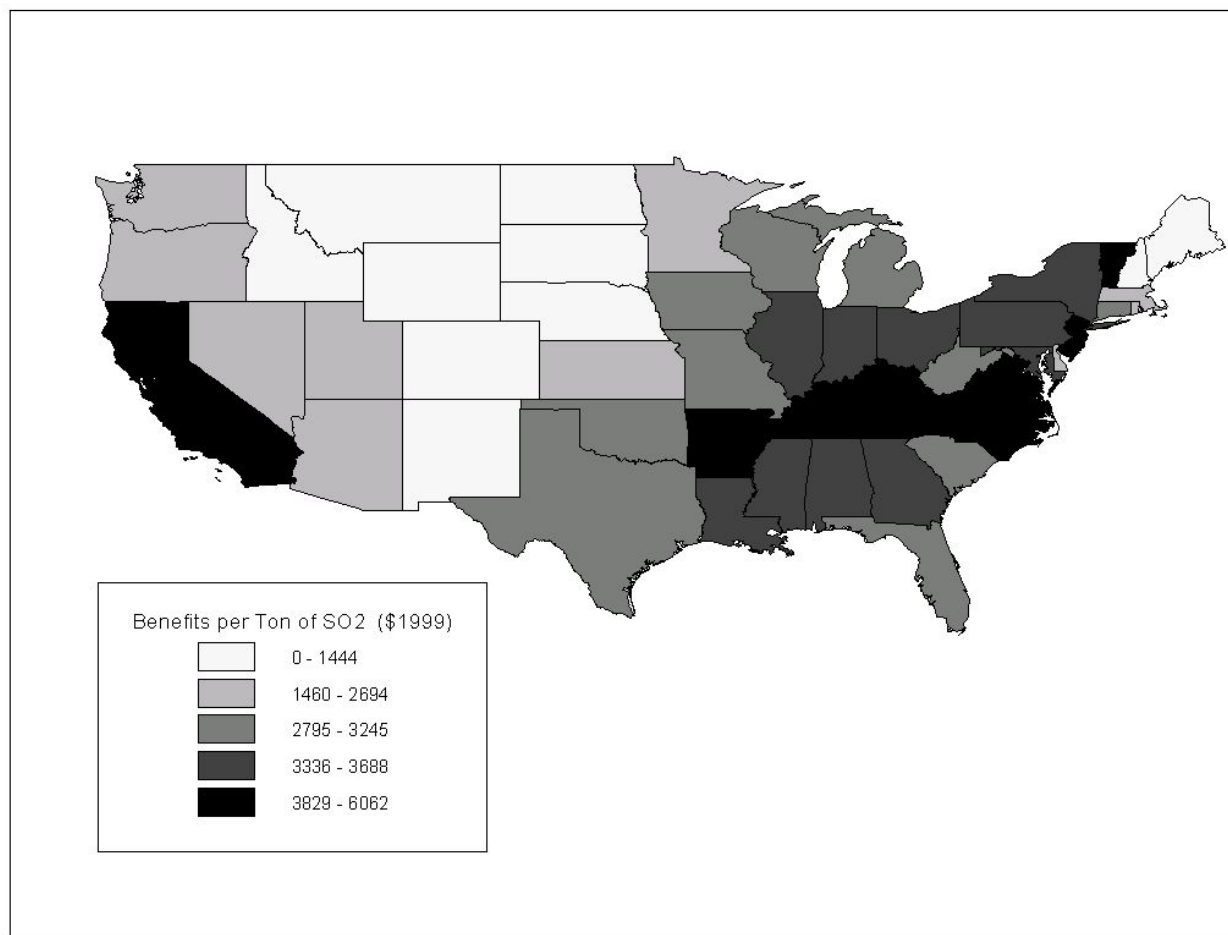 Benefits per Ton of SO2 ($1999)
0 - 1444
1460 - 2694
2795 - 3245
3336 - 3688
3829 - 6062